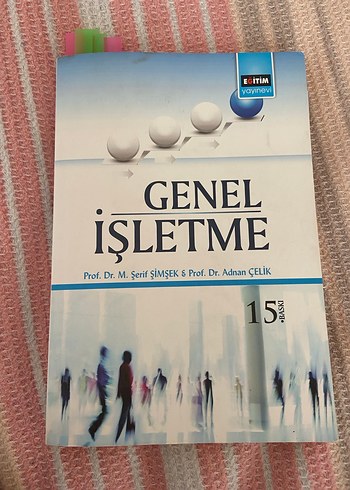 EĞİTİM
yayınevi
GENEL
İŞLETME
Prof. Dr. M. Şerif ŞİMŞEK & Prof. Dr. Adnan ÇELİK
15.BASKI